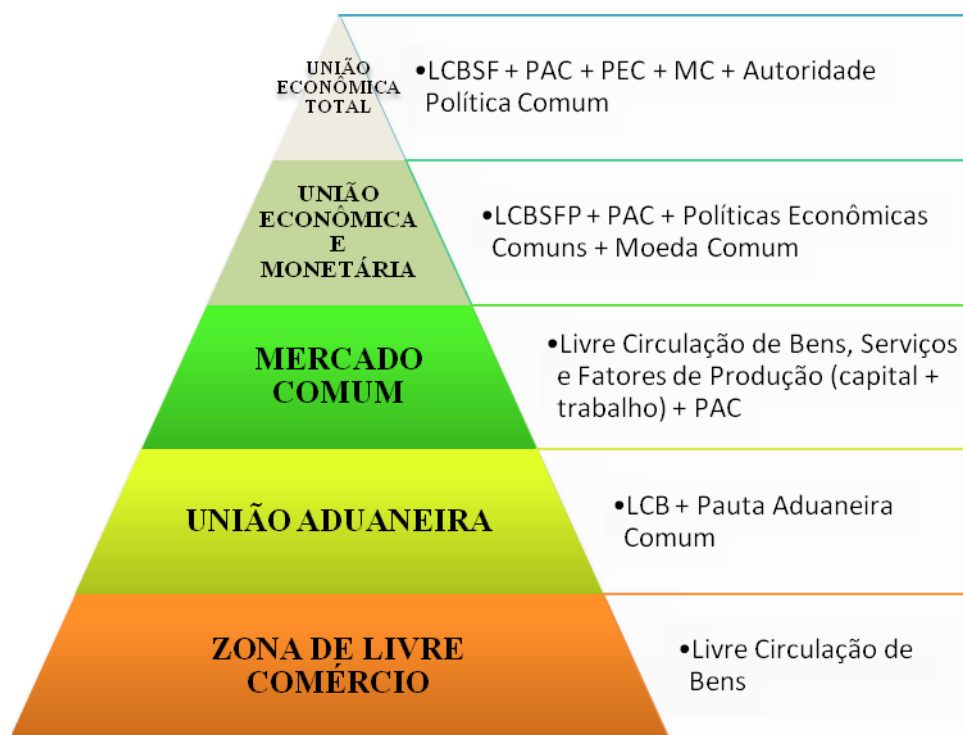 UNIÃO
ECONÔMICA
TOTAL
•LCBSF + PAC + PEC + MC + Autoridade
Política Comum
UNIÃO
ECONÔMICA
E
MONETÁRIA
•LCBSFP + PAC + Políticas Econômicas
Comuns + Moeda Comum
MERCADO
COMUM
•Livre Circulação de Bens, Serviços
e Fatores de Produção (capital +
trabalho) + PAC
UNIÃO ADUANEIRA
•LCB + Pauta Aduaneira
Comum
ZONA DE LIVRE
COMÉRCIO
•Livre Circulação de
Bens